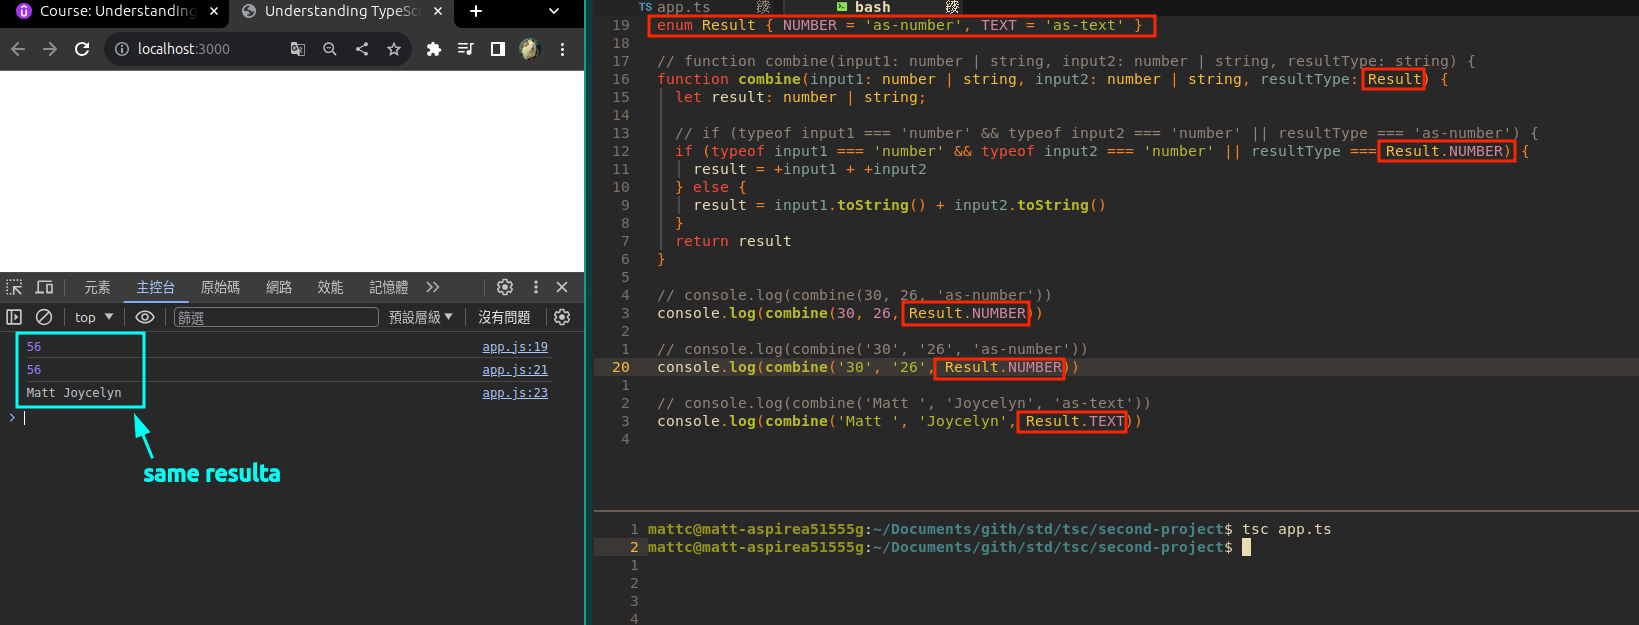 Course: Understanding
Understanding TypeScr
localhost:3000
元素
主控台
原始碼
網路
效能
記憶體
top
篩選
預設層級
沒有問題
56 app.js:19
56 app.js:21
Matt Joycelyn app.js:23
same resulta
TS app.ts
bash
19 enum Result { NUMBER = 'as-number', TEXT = 'as-text' }
18
17 // function combine(input1: number | string, input2: number | string, resultType: string) {
16 function combine(input1: number | string, input2: number | string, resultType: Result) {
15 let result: number | string;
14
13 // if (typeof input1 === 'number' && typeof input2 === 'number' || resultType === 'as-number') {
12 if (typeof input1 === 'number' && typeof input2 === 'number' || resultType === Result.NUMBER) {
11 result = +input1 + +input2
10 } else {
9 result = input1.toString() + input2.toString()
8 }
7 return result
6 }
5
4 // console.log(combine(30, 26, 'as-number'))
3 console.log(combine(30, 26, Result.NUMBER))
2
1 // console.log(combine('30', '26', 'as-number'))
20 console.log(combine('30', '26', Result.NUMBER))
1
2 // console.log(combine('Matt ', 'Joycelyn', 'as-text'))
3 console.log(combine('Matt ', 'Joycelyn', Result.TEXT))
4
1 mattc@matt-aspirea51555g:~/Documents/gith/std/tsc/second-project$ tsc app.ts
2 mattc@matt-aspirea51555g:~/Documents/gith/std/tsc/second-project$
1
2
3
4